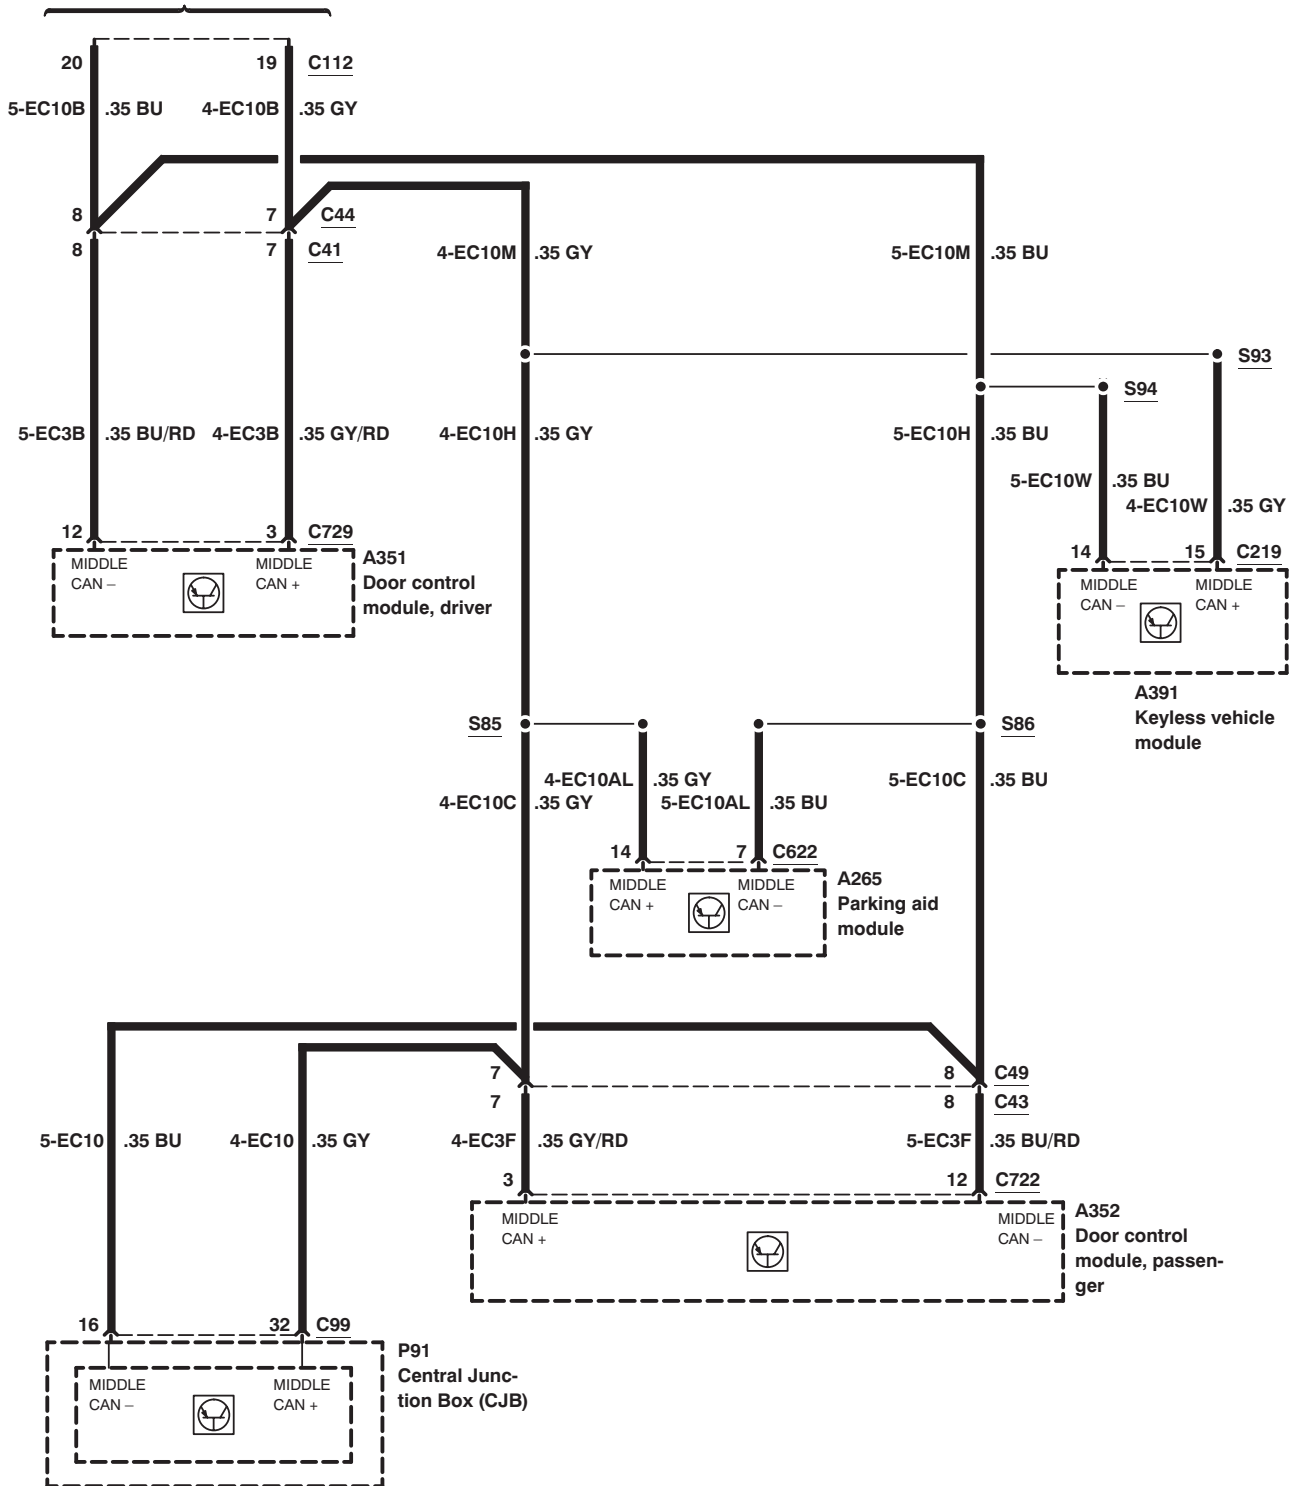 20 19 C112
5-EC10B .35 BU 4-EC10B .35 GY
8 7 C44
8 7 C41
4-EC10M .35 GY 5-EC10M .35 BU
S93
S94
5-EC3B .35 BU/RD 4-EC3B .35 GY/RD 4-EC10H .35 GY 5-EC10H .35 BU
5-EC10W .35 BU
4-EC10W .35 GY
12 3 C729
14 15 C219
MIDDLE
CAN –
MIDDLE
CAN +
A351
Door control
module, driver
MIDDLE
CAN –
MIDDLE
CAN +
A391
Keyless vehicle
module
S85 S86
4-EC10AL .35 GY 5-EC10C .35 BU
4-EC10C .35 GY 5-EC10AL .35 BU
14 7 C622
MIDDLE
CAN +
MIDDLE
CAN –
A265
Parking aid
module
7 8 C49
7 8 C43
5-EC10 .35 BU 4-EC10 .35 GY 4-EC3F .35 GY/RD 5-EC3F .35 BU/RD
3 12 C722
MIDDLE
CAN +
MIDDLE
CAN –
A352
Door control
module, passen-
ger
16 32 C99
MIDDLE
CAN –
MIDDLE
CAN +
P91
Central Junc-
tion Box (CJB)